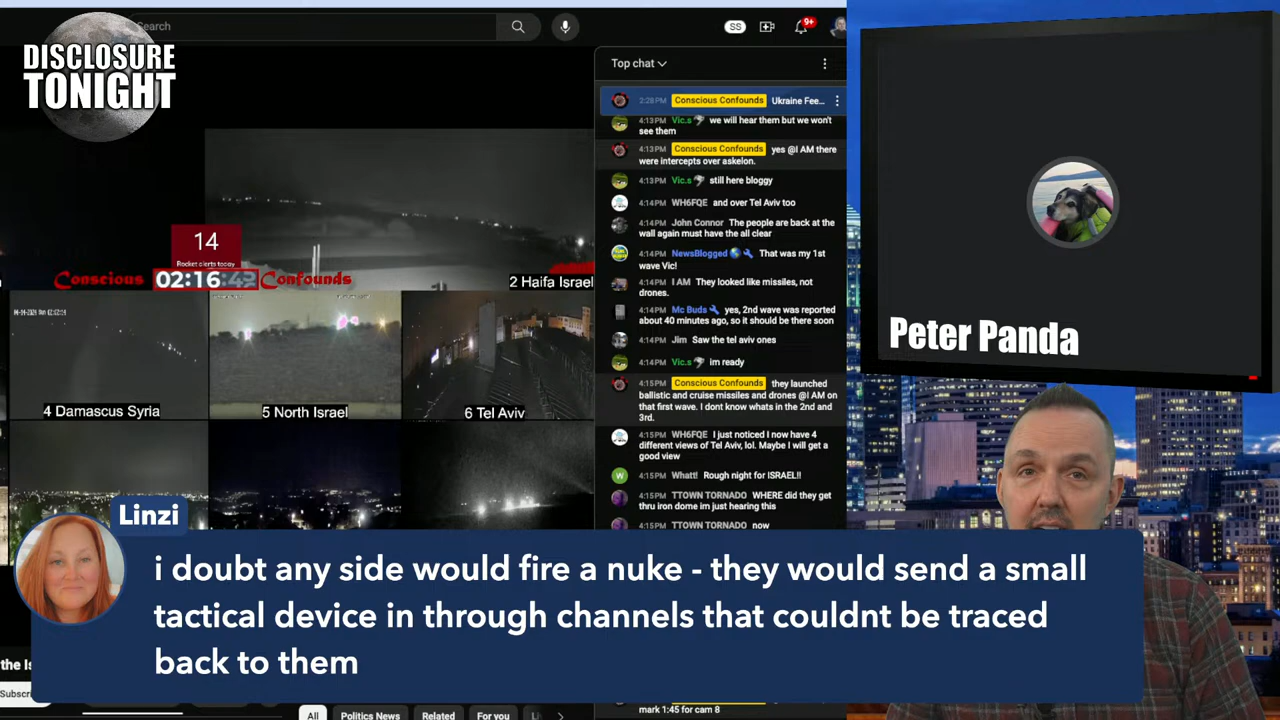 DISCLOSURE
TONIGHT
Search
SS
9+
Top chat
2:28PM Conscious Confounds Ukraine Fee...
4:13PM Vic.s we will hear them but we won't
see them
4:13PM Conscious Confounds yes @I AM there
were intercepts over askelon.
4:13PM Vic.s still here bloggy
4:14PM WH6FQE and over Tel Aviv too
4:14PM John Connor The people are back at the
wall again must have the all clear
4:14PM NewsBlogged That was my 1st
wave Vic!
4:14PM I AM They looked like missiles, not
drones.
4:14PM Mc Buds yes, 2nd wave was reported
about 40 minutes ago, so it should be there soon
4:14PM Jim Saw the tel aviv ones
4:14PM Vic.s im ready
4:15PM Conscious Confounds they launched
ballistic and cruise missiles and drones @I AM on
that first wave. I dont know whats in the 2nd and
3rd.
4:15PM WH6FQE I just noticed I now have 4
different views of Tel Aviv, lol. Maybe I will get a
good view
W
4:15PM What!! Rough night for ISRAEL!!
4:15PM TTOWN TORNADO WHERE did they get
thru iron dome im just hearing this
TTOWN TORNADO now
mark 1:45 for cam 8
14
Rocket alerts today
Conscious 02:16:42 Confounds
2 Haifa Israel
4 Damascus Syria
5 North Israel
6 Tel Aviv
Peter Panda
Linzi
i doubt any side would fire a nuke - they would send a small
tactical device in through channels that couldnt be traced
back to them
the Is
Subscr
All
Politics News
Related
For you